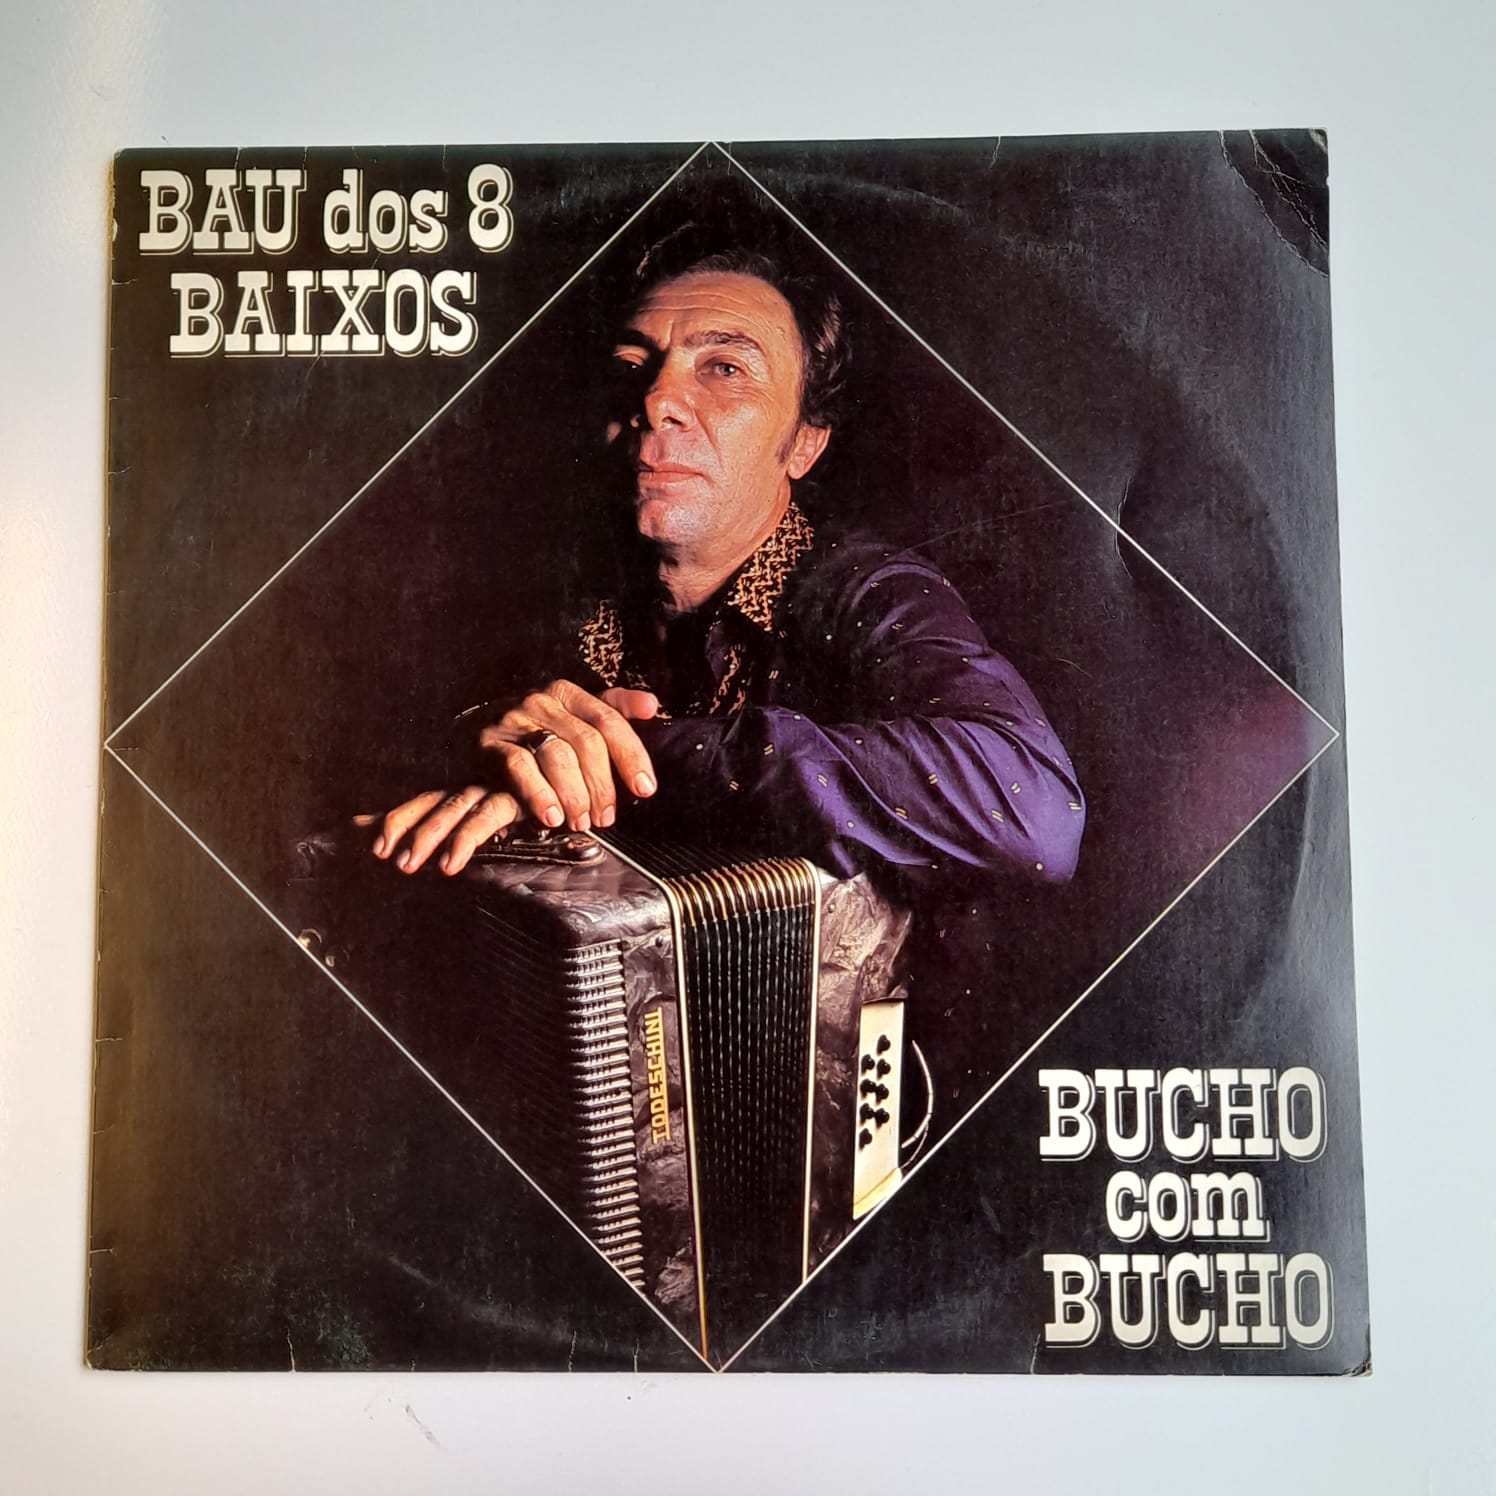 BAU dos 8
BAIXOS
TODESCHINI
BUCHO
com
BUCHO